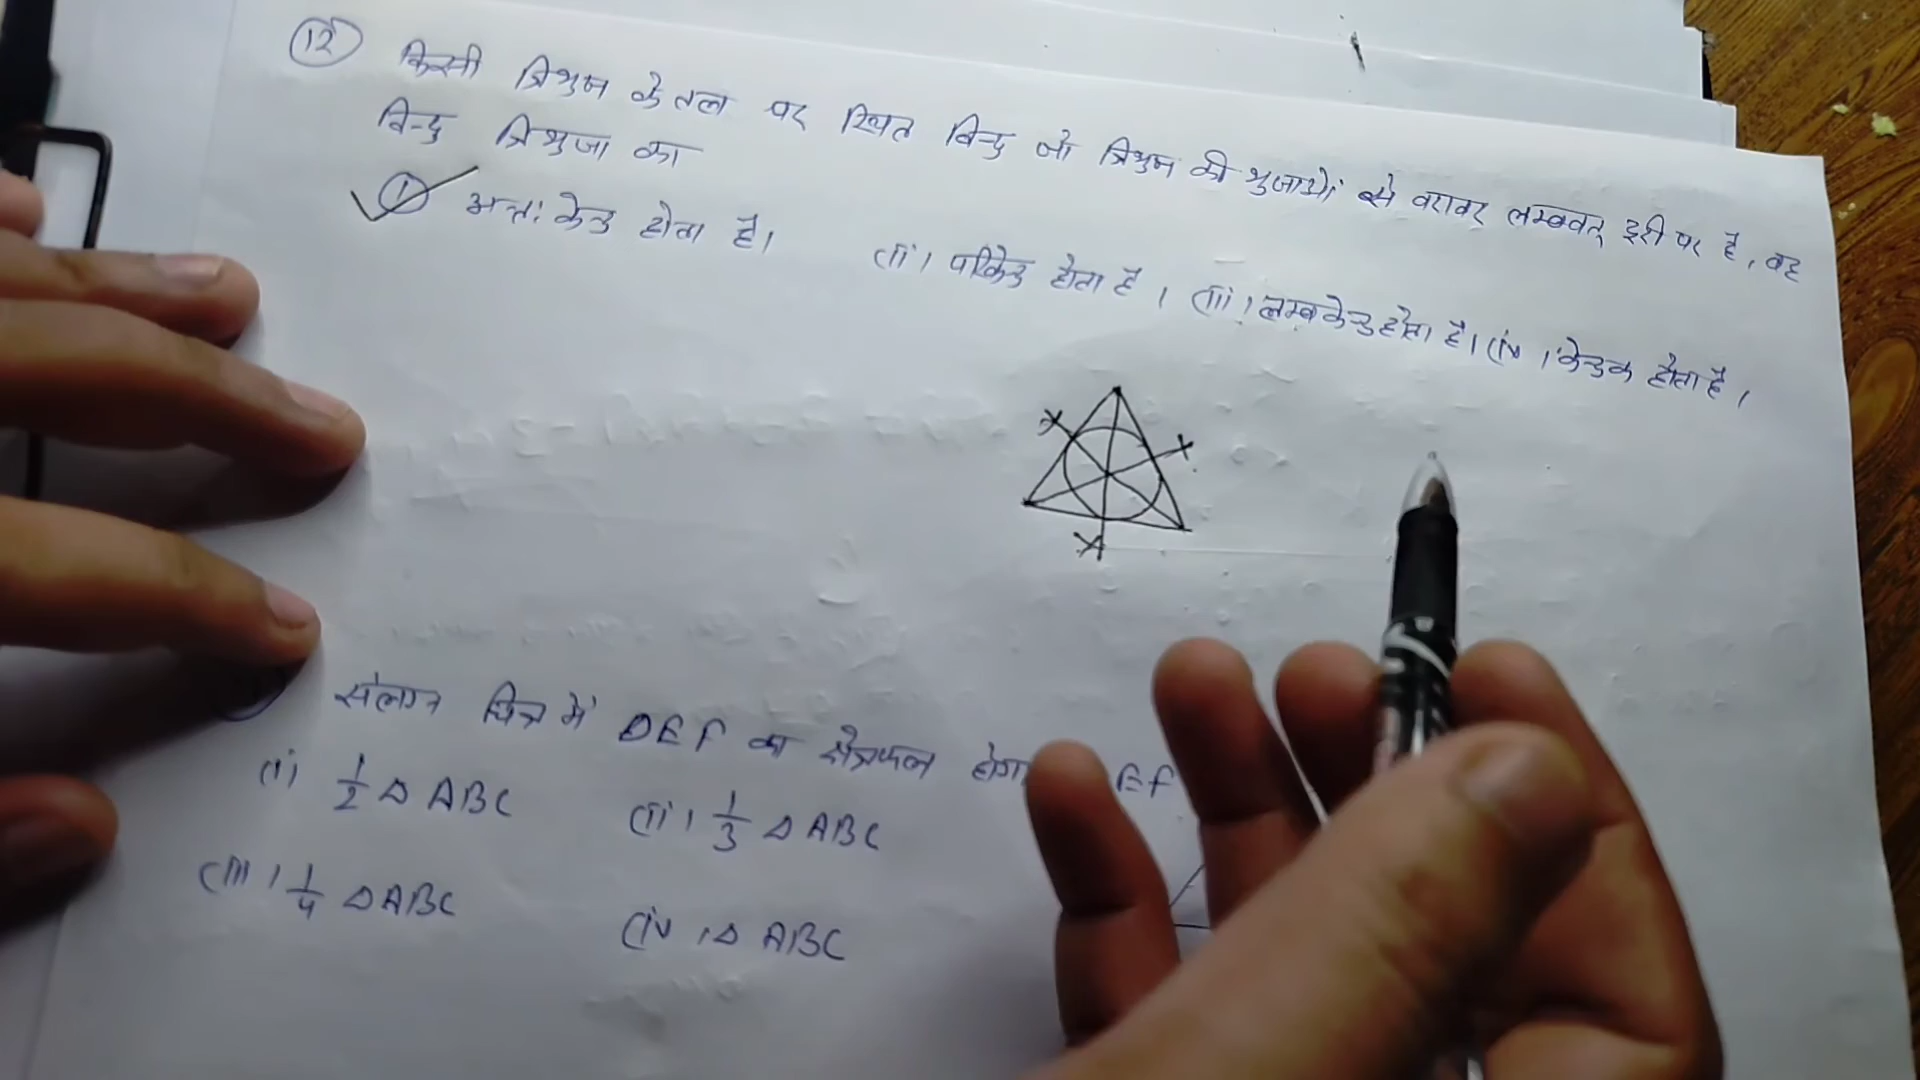 12 किसी त्रिभुज के तल पर स्थित बिन्दु जो त्रिभुज की भुजाओं से बराबर लम्बवत् दूरी पर है, वह
बिन्दु त्रिभुजा का
(i) अन्तः केन्द्र होता है। (ii) परिकेन्द्र होता है। (iii) लम्बकेन्द्र होता है। (iv) केन्द्रक होता है।
संलग्न चित्र में DEF का क्षेत्रफल होगा EF
(i) 1/2 Δ ABC (ii) 1/3 Δ ABC
(iii) 1/4 Δ ABC (iv) Δ ABC